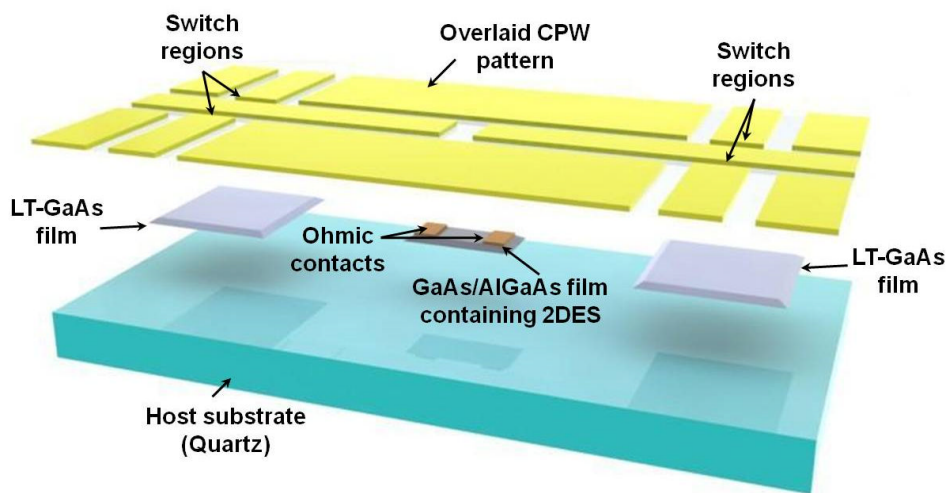 Switch
regions
Overlaid CPW
pattern
Switch
regions
LT-GaAs
film
Ohmic
contacts
GaAs/AlGaAs film
containing 2DES
LT-GaAs
film
Host substrate
(Quartz)